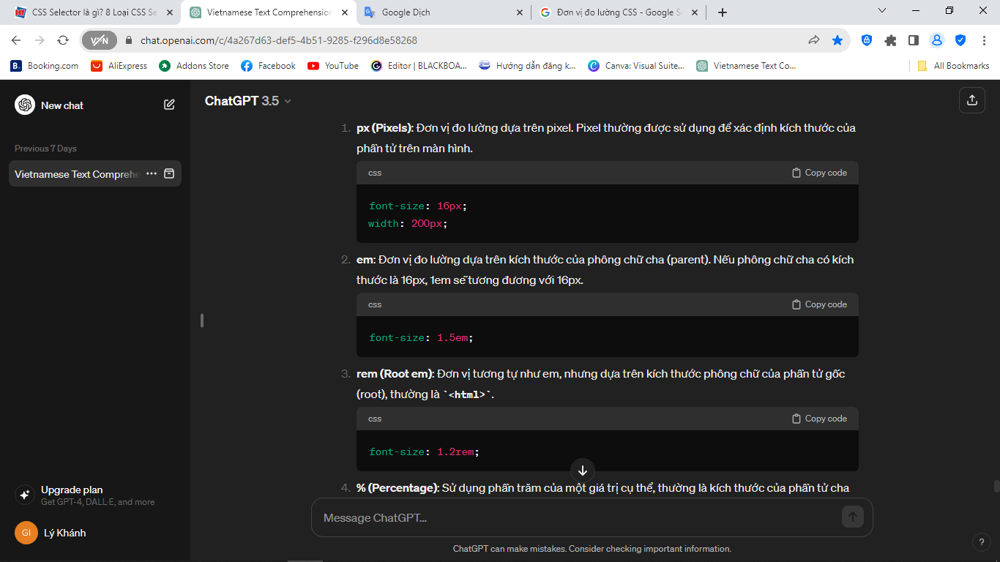 CSS Selector là gì? 8 Loại CSS Se
Vietnamese Text Comprehension
Google Dịch
Đơn vị đo lường CSS - Google S
VPN
chat.openai.com/c/4a267d63-def5-4b51-9285-f296d8e58268
B.
Booking.com
AliExpress
Addons Store
Facebook
YouTube
Editor | BLACKBOA...
Hướng dẫn đăng k...
Canva: Visual Suite...
Vietnamese Text Co...
All Bookmarks
New chat
Previous 7 Days
Vietnamese Text Comprehe
Upgrade plan
Get GPT-4, DALL·E, and more
GI
Lý Khánh
ChatGPT 3.5
1. px (Pixels): Đơn vị đo lường dựa trên pixel. Pixel thường được sử dụng để xác định kích thước của
phần tử trên màn hình.
css
Copy code
font-size: 16px;
width: 200px;
2. em: Đơn vị đo lường dựa trên kích thước của phông chữ cha (parent). Nếu phông chữ cha có kích
thước là 16px, 1em sẽ tương đương với 16px.
css
Copy code
font-size: 1.5em;
3. rem (Root em): Đơn vị tương tự như em, nhưng dựa trên kích thước phông chữ của phần tử gốc
(root), thường là `<html>`.
css
Copy code
font-size: 1.2rem;
4. % (Percentage): Sử dụng phần trăm của một giá trị cụ thể, thường là kích thước của phần tử cha
Message ChatGPT...
ChatGPT can make mistakes. Consider checking important information.
?